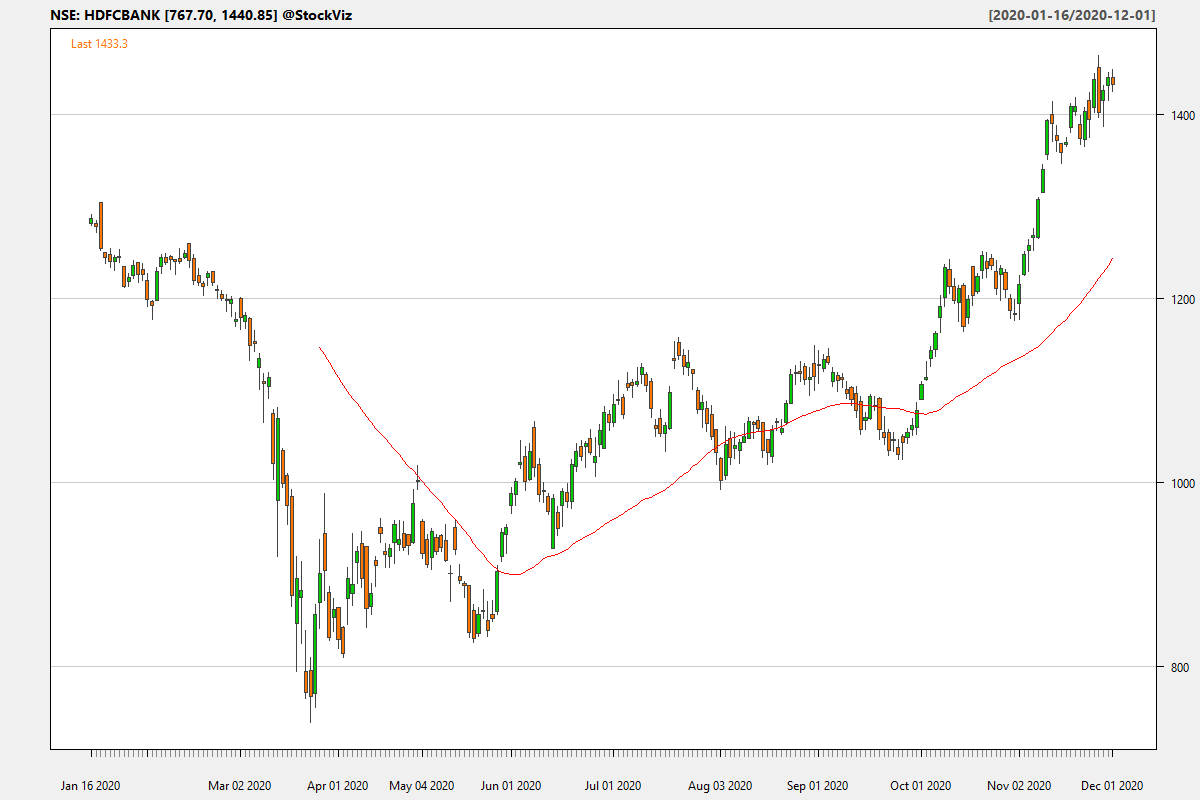 NSE: HDFCBANK [767.70, 1440.85] @StockViz [2020-01-16/2020-12-01]
Last 1433.3
1400
1200
1000
800
Jan 16 2020 Mar 02 2020 Apr 01 2020 May 04 2020 Jun 01 2020 Jul 01 2020 Aug 03 2020 Sep 01 2020 Oct 01 2020 Nov 02 2020 Dec 01 2020